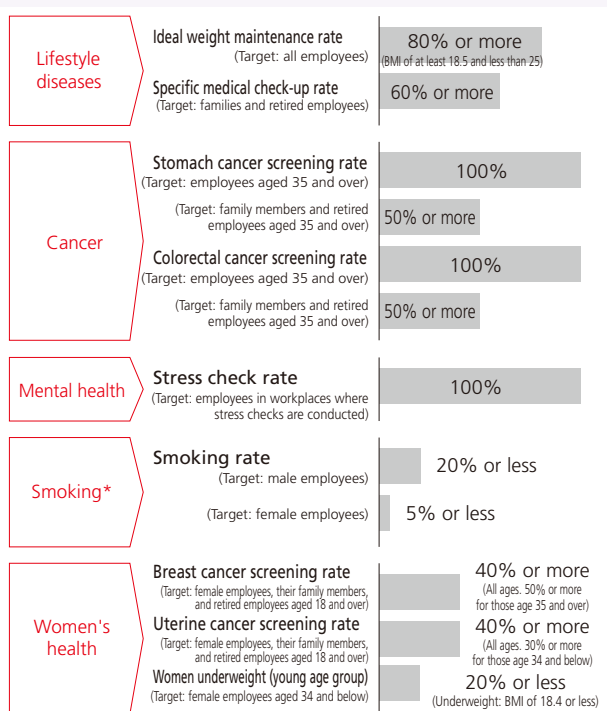 Lifestyle
diseases
Ideal weight maintenance rate
(Target: all employees)
80% or more
(BMI of at least 18.5 and less than 25)
Specific medical check-up rate
(Target: families and retired employees)
60% or more
Cancer
Stomach cancer screening rate
(Target: employees aged 35 and over)
100%
(Target: family members and retired
employees aged 35 and over)
50% or more
Colorectal cancer screening rate
(Target: employees aged 35 and over)
100%
(Target: family members and retired
employees aged 35 and over)
50% or more
Mental health
Stress check rate
(Target: employees in workplaces where
stress checks are conducted)
100%
Smoking*
Smoking rate
(Target: male employees)
20% or less
(Target: female employees)
5% or less
Women's
health
Breast cancer screening rate
(Target: female employees, their family members,
and retired employees aged 18 and over)
40% or more
(All ages. 50% or more
for those age 35 and over)
Uterine cancer screening rate
(Target: female employees, their family members,
and retired employees aged 18 and over)
40% or more
(All ages. 30% or more
for those age 34 and below)
Women underweight (young age group)
(Target: female employees aged 34 and below)
20% or less
(Underweight: BMI of 18.4 or less)